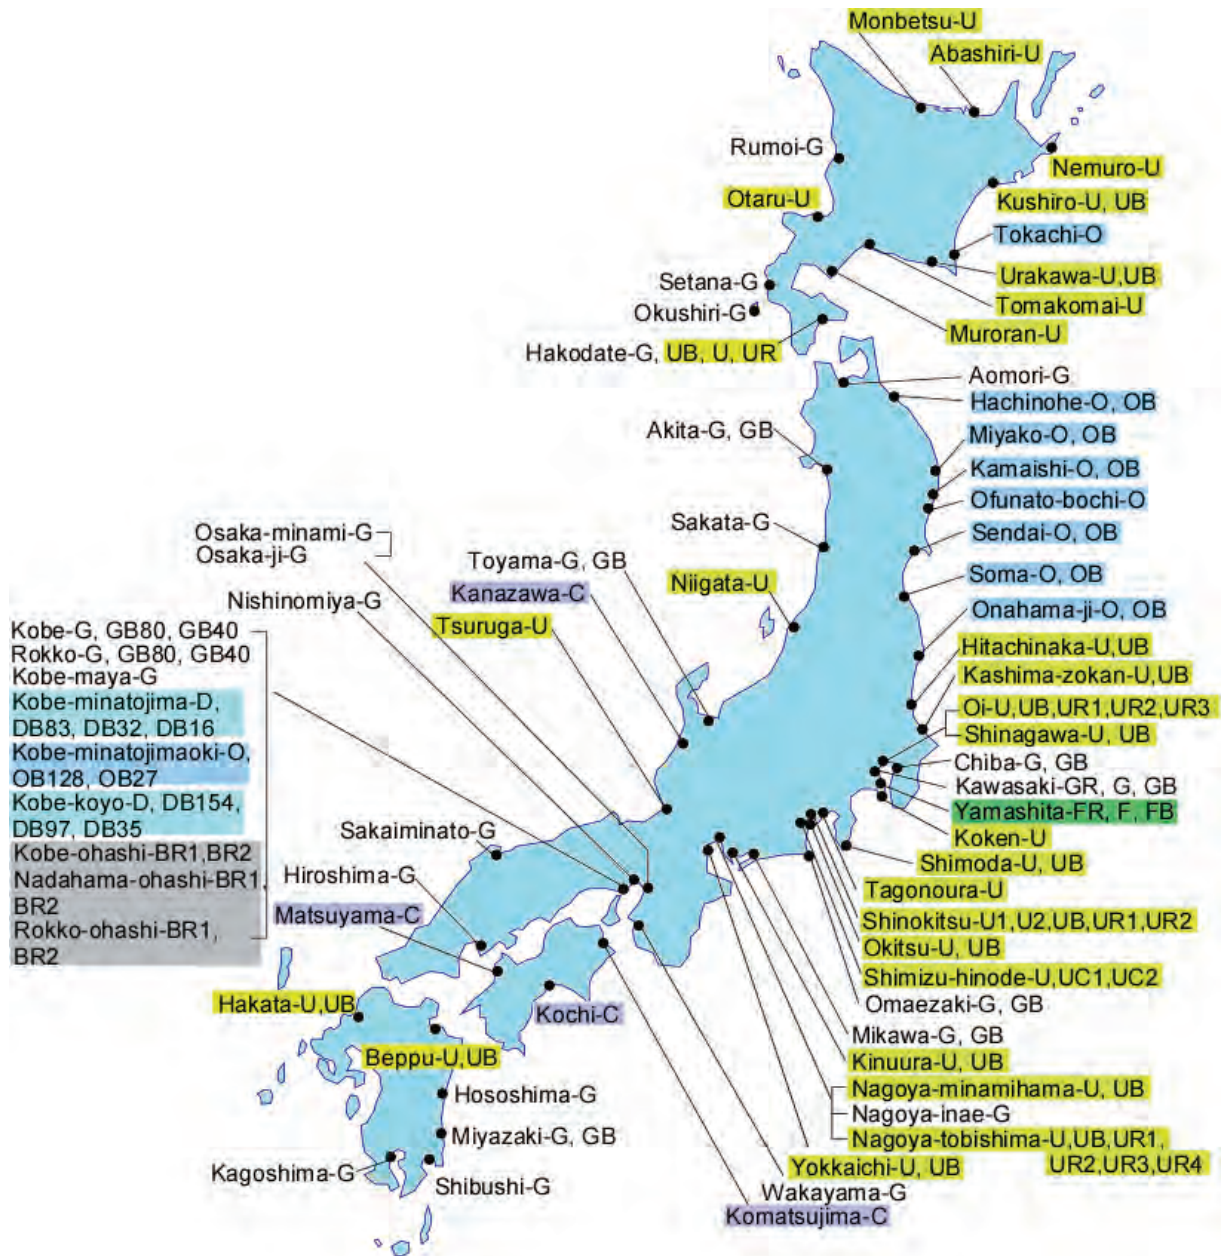 Monbetsu-U
Abashiri-U
Rumoi-G
Nemuro-U
Otaru-U
Kushiro-U, UB
Tokachi-O
Urakawa-U,UB
Setana-G
Tomakomai-U
Okushiri-G
Muroran-U
Hakodate-G, UB, U, UR
Aomori-G
Hachinohe-O, OB
Akita-G, GB
Miyako-O, OB
Kamaishi-O, OB
Ofunato-bochi-O
Sakata-G
Sendai-O, OB
Osaka-minami-G
Osaka-ji-G
Toyama-G, GB
Kanazawa-C
Niigata-U
Soma-O, OB
Nishinomiya-G
Tsuruga-U
Onahama-ji-O, OB
Kobe-G, GB80, GB40
Rokko-G, GB80, GB40
Kobe-maya-G
Kobe-minatojima-D,
DB83, DB32, DB16
Kobe-minatojimaoki-O,
OB128, OB27
Kobe-koyo-D, DB154,
DB97, DB35
Kobe-ohashi-BR1,BR2
Nadahama-ohashi-BR1,
BR2
Rokko-ohashi-BR1,
BR2
Hitachinaka-U,UB
Kashima-zokan-U,UB
Oi-U,UB,UR1,UR2,UR3
Shinagawa-U, UB
Chiba-G, GB
Kawasaki-GR, G, GB
Yamashita-FR, F, FB
Koken-U
Shimoda-U, UB
Tagonoura-U
Shinokitsu-U1, U2,UB,UR1,UR2
Okitsu-U, UB
Shimizu-hinode-U,UC1,UC2
Omaezaki-G, GB
Mikawa-G, GB
Kinuura-U, UB
Nagoya-minamihama-U, UB
Nagoya-inae-G
Nagoya-tobishima-U,UB,UR1,
UR2,UR3,UR4
Yokkaichi-U, UB
Wakayama-G
Komatsujima-C
Sakaiminato-G
Hiroshima-G
Matsuyama-C
Hakata-U,UB
Kochi-C
Beppu-U,UB
Hososhima-G
Miyazaki-G, GB
Kagoshima-G
Shibushi-G